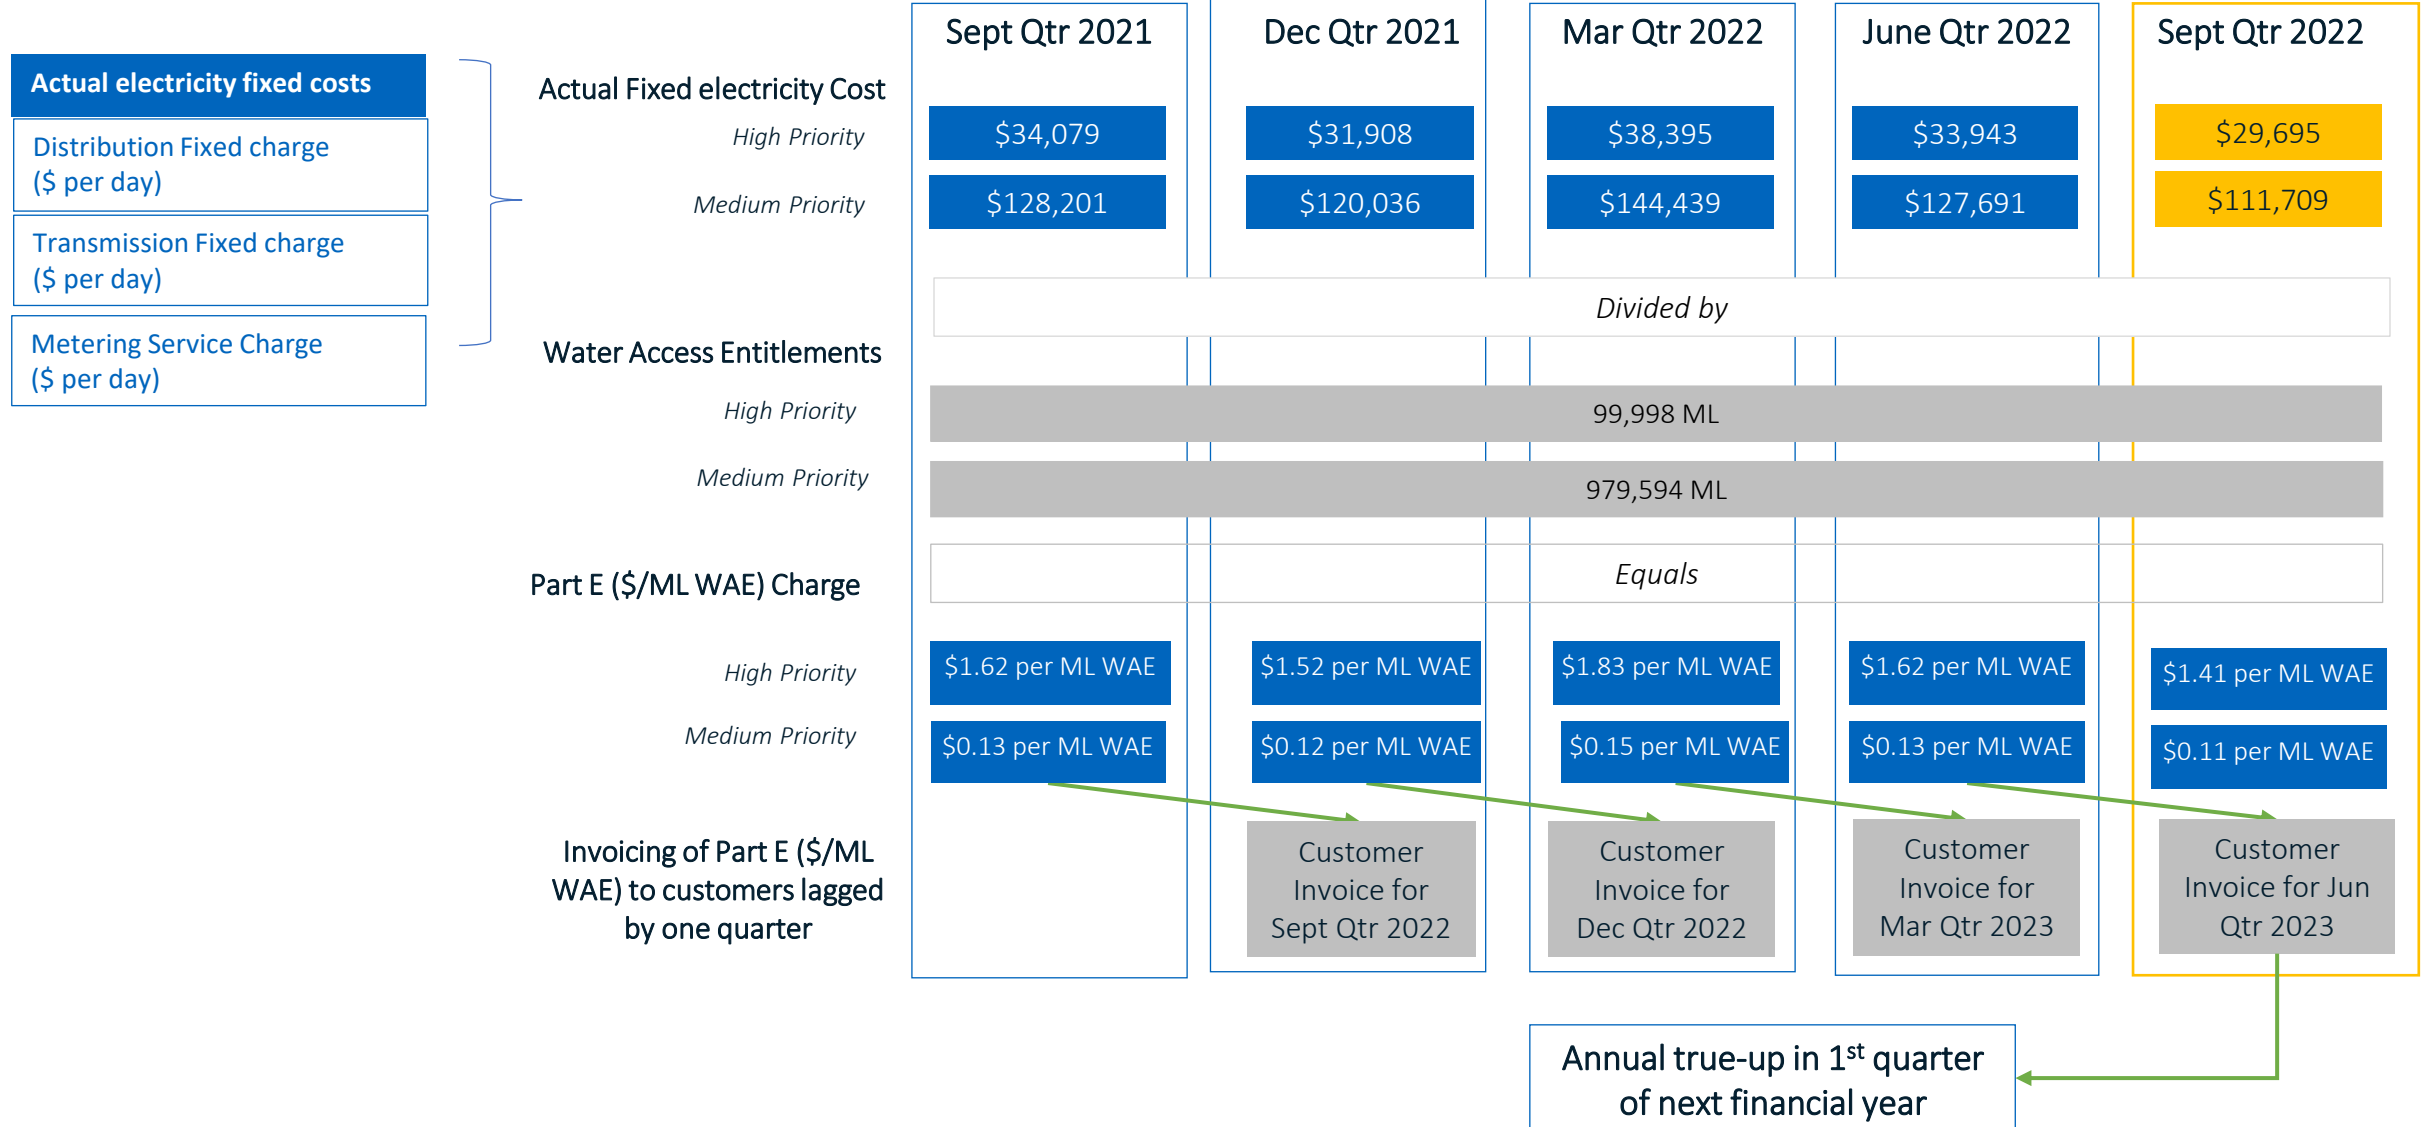 Sept Qtr 2021
Dec Qtr 2021
Mar Qtr 2022
June Qtr 2022
Sept Qtr 2022
Actual electricity fixed costs
Distribution Fixed charge
($ per day)
Transmission Fixed charge
($ per day)
Metering Service Charge
($ per day)
Actual Fixed electricity Cost
High Priority
$34,079
$31,908
$38,395
$33,943
$29,695
Medium Priority
$128,201
$120,036
$144,439
$127,691
$111,709
Divided by
Water Access Entitlements
High Priority
99,998 ML
Medium Priority
979,594 ML
Equals
Part E ($/ML WAE) Charge
High Priority
$1.62 per ML WAE
$1.52 per ML WAE
$1.83 per ML WAE
$1.62 per ML WAE
$1.41 per ML WAE
Medium Priority
$0.13 per ML WAE
$0.12 per ML WAE
$0.15 per ML WAE
$0.13 per ML WAE
$0.11 per ML WAE
Invoicing of Part E ($/ML
WAE) to customers lagged
by one quarter
Customer
Invoice for
Sept Qtr 2022
Customer
Invoice for
Dec Qtr 2022
Customer
Invoice for
Mar Qtr 2023
Customer
Invoice for Jun
Qtr 2023
Annual true-up in 1st quarter
of next financial year